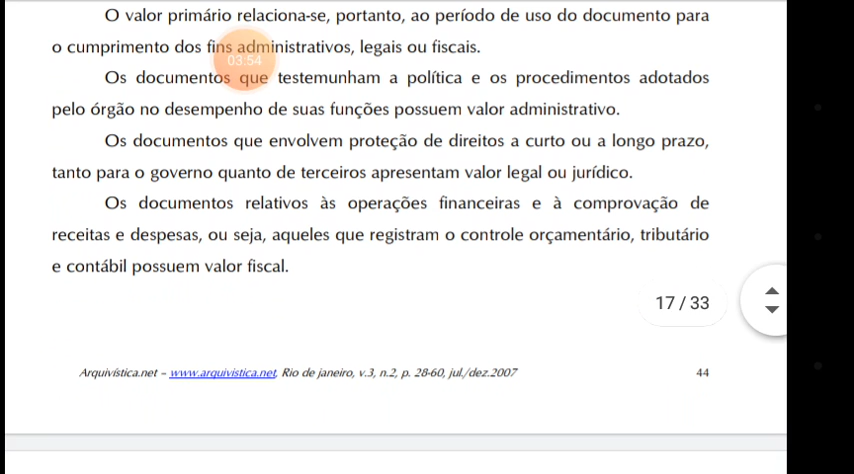 O valor primário relaciona-se, portanto, ao período de uso do documento para
o cumprimento dos fins administrativos, legais ou fiscais.
03:54
Os documentos que testemunham a política e os procedimentos adotados
pelo órgão no desempenho de suas funções possuem valor administrativo.
Os documentos que envolvem proteção de direitos a curto ou a longo prazo,
tanto para o governo quanto de terceiros apresentam valor legal ou jurídico.
Os documentos relativos às operações financeiras e à comprovação de
receitas e despesas, ou seja, aqueles que registram o controle orçamentário, tributário
e contábil possuem valor fiscal.
17 / 33
Arquivística.net – www.arquivistica.net, Rio de janeiro, v.3, n.2, p. 28-60, jul./dez.2007 44